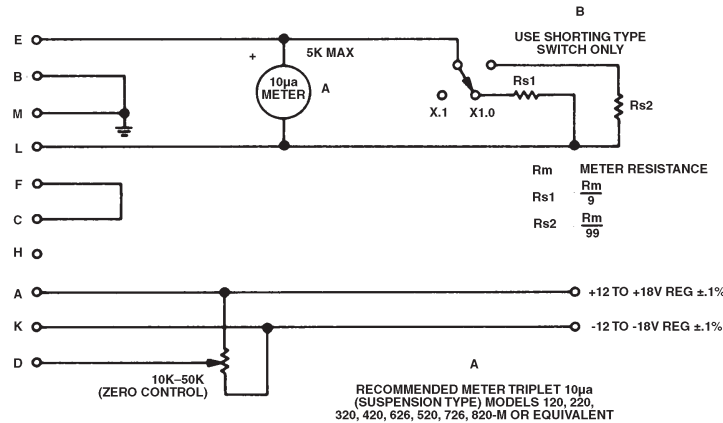 B
USE SHORTING TYPE
SWITCH ONLY
E
+
5K MAX
B
10µa
METER
A
Rs1
Rs2
M
X.1
X1.0
L
Rm METER RESISTANCE
F
Rs1 Rm
9
C
Rs2 Rm
99
H
A
+12 TO +18V REG ±.1%
K
-12 TO -18V REG ±.1%
D
10K–50K
(ZERO CONTROL)
A
RECOMMENDED METER TRIPLET 10µa
(SUSPENSION TYPE) MODELS 120, 220,
320, 420, 626, 520, 726, 820-M OR EQUIVALENT